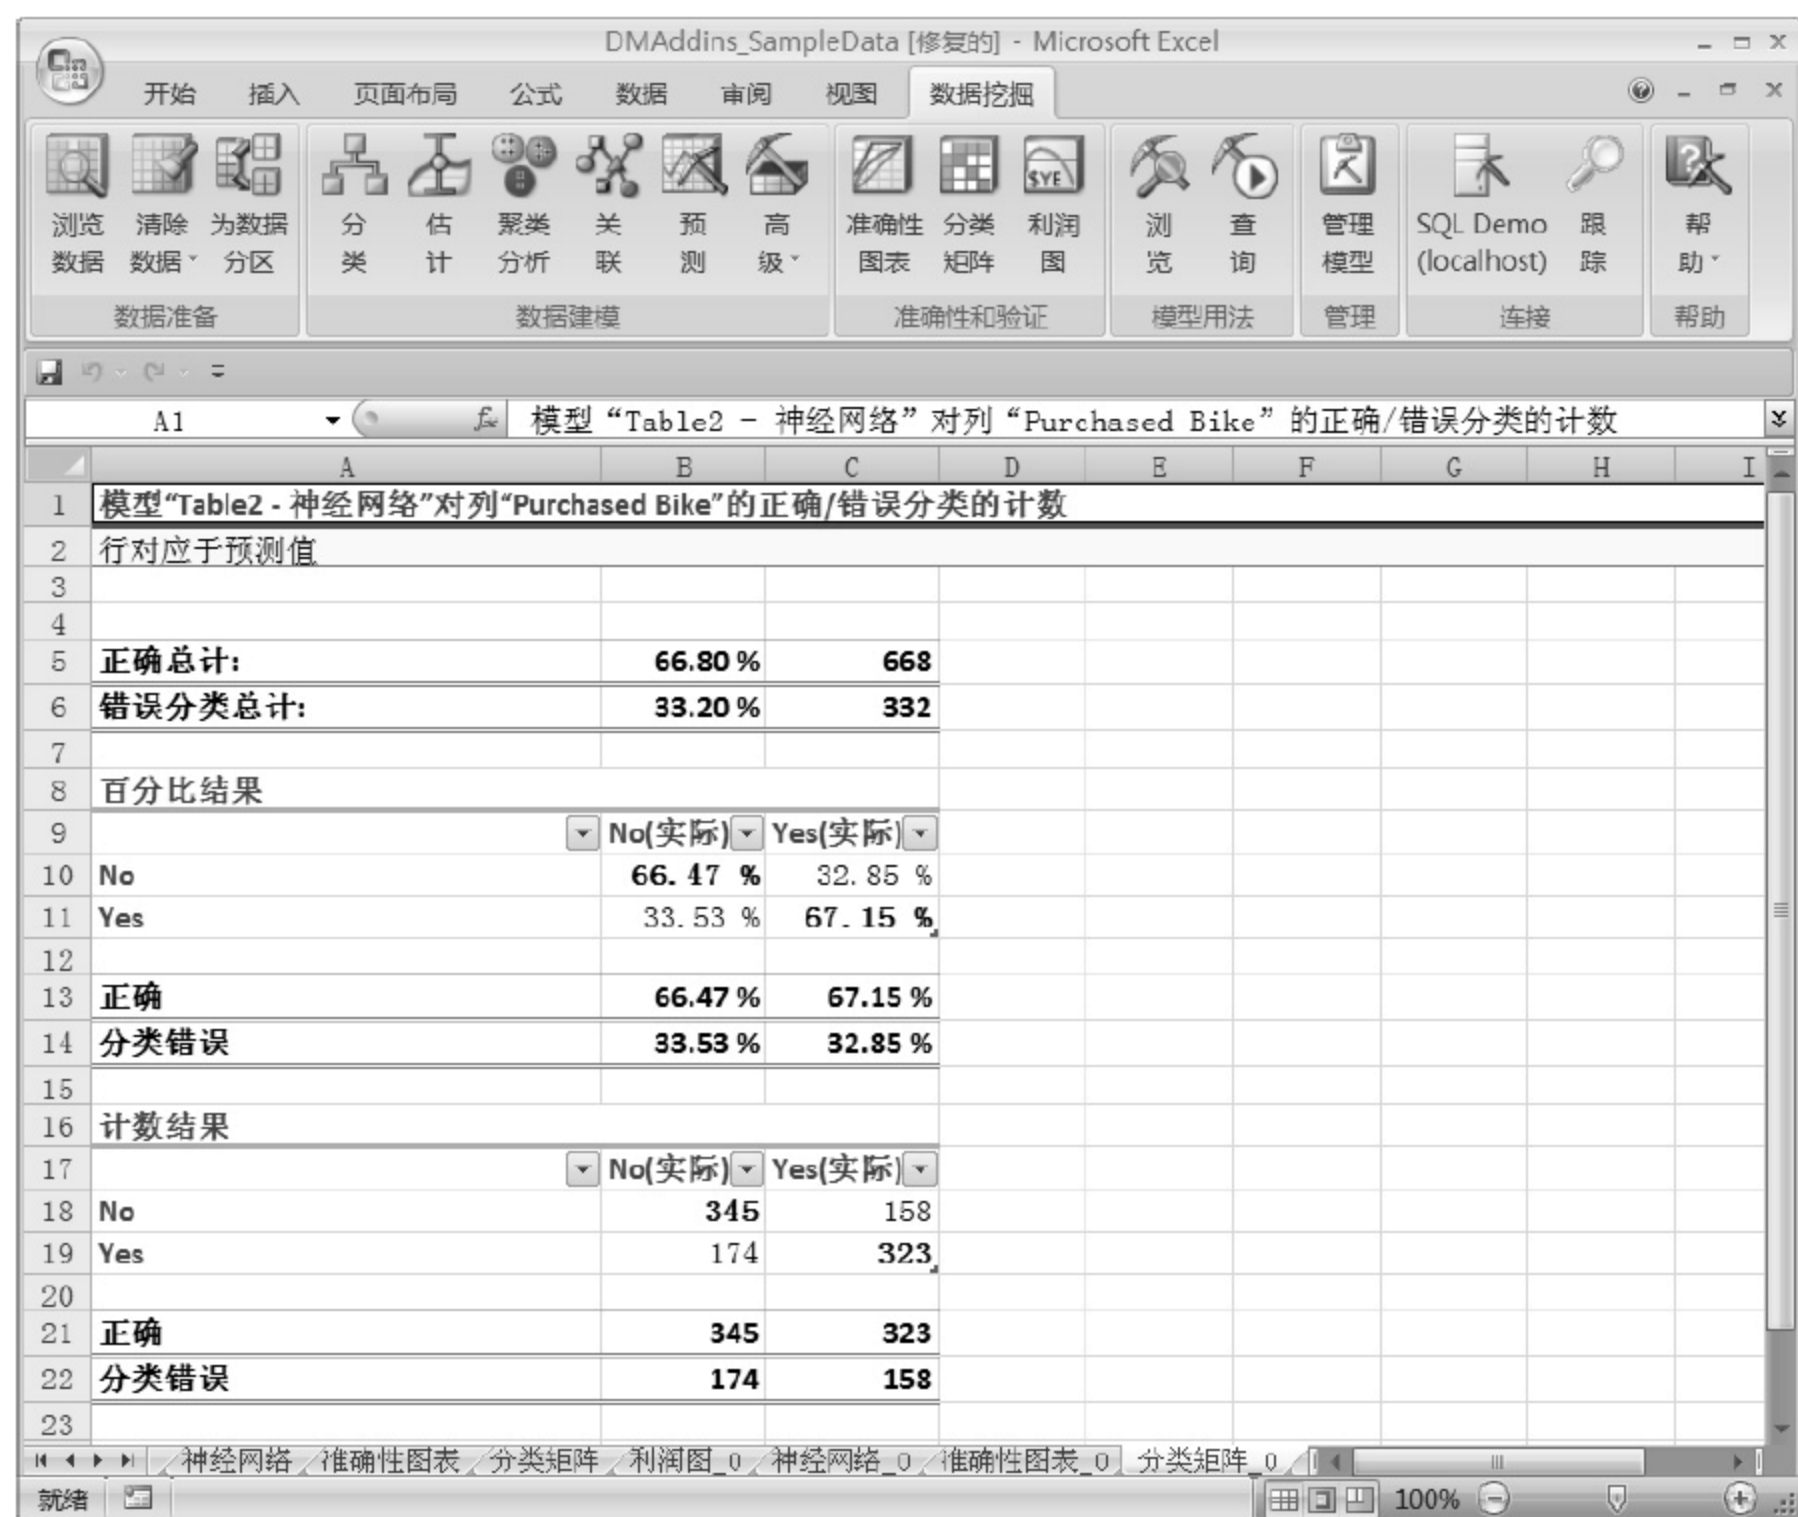 DMAddins_SampleData [修复的] - Microsoft Excel
开始 插入 页面布局 公式 数据 审阅 视图 数据挖掘
$YE
浏览 清除 为数据 分 估 聚类 关 预 高 准确性 分类 利润 浏 查 管理 SQL Demo 跟 帮
数据 数据 分区 类 计 分析 联 测 级 图表 矩阵 图 览 询 模型 (localhost) 踪 助
数据准备 数据建模 准确性和验证 模型用法 管理 连接 帮助
A1 fx 模型“Table2 - 神经网络”对列“Purchased Bike”的正确/错误分类的计数
A B C D E F G H I
1 模型“Table2 - 神经网络”对列“Purchased Bike”的正确/错误分类的计数
2 行对应于预测值
3
4
5 正确总计: 66.80 % 668
6 错误分类总计: 33.20 % 332
7
8 百分比结果
9 No(实际) Yes(实际)
10 No 66.47 % 32.85 %
11 Yes 33.53 % 67.15 %
12
13 正确 66.47 % 67.15 %
14 分类错误 33.53 % 32.85 %
15
16 计数结果
17 No(实际) Yes(实际)
18 No 345 158
19 Yes 174 323
20
21 正确 345 323
22 分类错误 174 158
23
神经网络 准确性图表 分类矩阵 利润图_0 神经网络_0 准确性图表_0 分类矩阵_0
就绪 100%